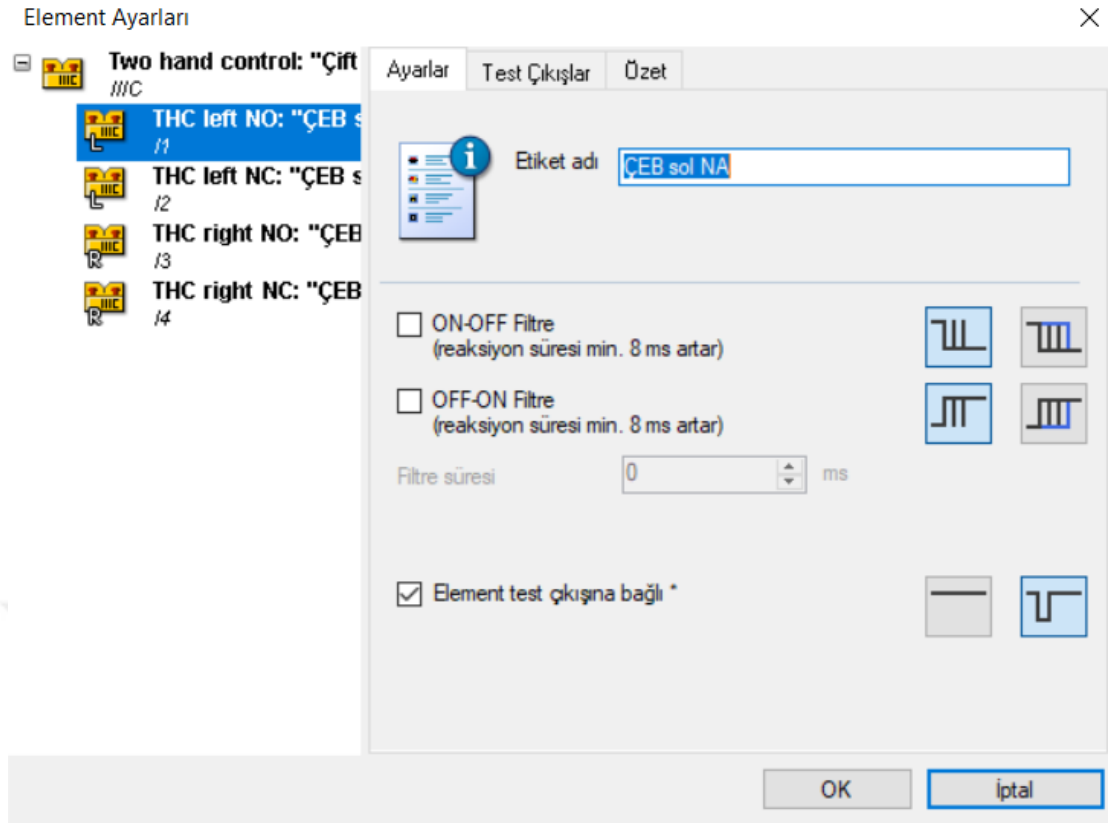 Element Ayarları
Two hand control: "Çift
IIIC
THC left NO: "ÇEB s
/1
THC left NC: "ÇEB s
/2
THC right NO: "ÇEB
/3
THC right NC: "ÇEB
/4
Ayarlar Test Çıkışlar Özet
Etiket adı ÇEB sol NA
ON-OFF Filtre
(reaksiyon süresi min. 8 ms artar)
OFF-ON Filtre
(reaksiyon süresi min. 8 ms artar)
Filtre süresi 0 ms
Element test çıkışına bağlı *
OK İptal